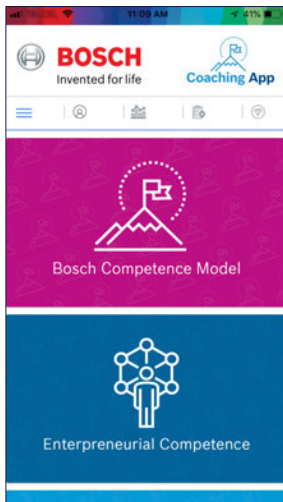 11:09 AM
41%
BOSCH
Invented for life
Coaching App
Bosch Competence Model
Enterpreneurial Competence